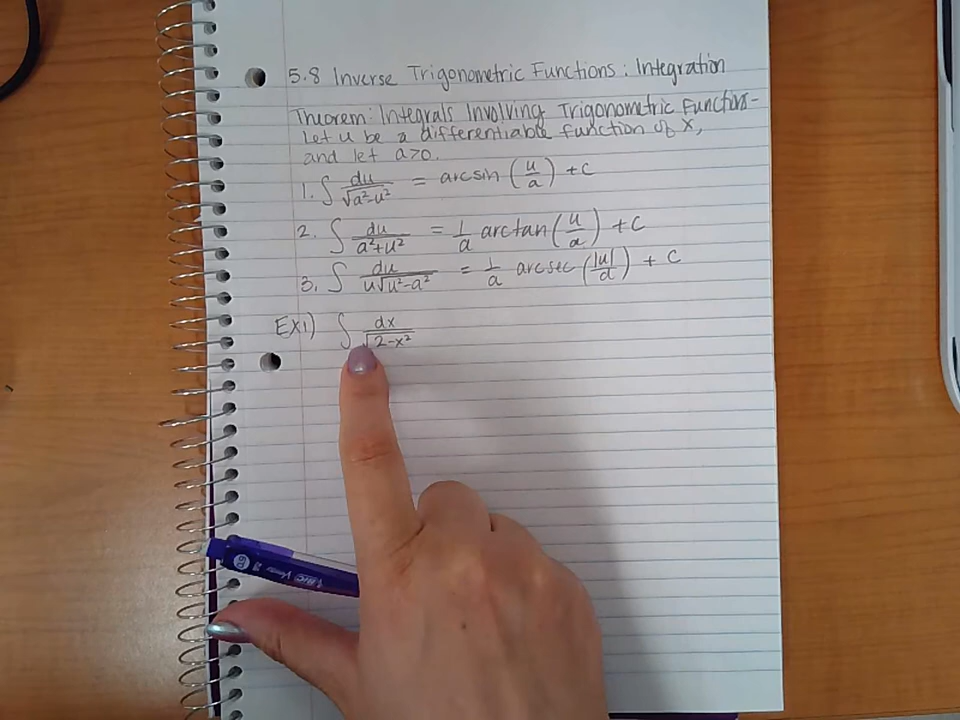 5.8 Inverse Trigonometric Functions: Integration
Theorem: Integrals Involving Trigonometric Functions-
Let u be a differentiable function of x,
and let a>0.
1. ∫ du/√(a²-u²) = arcsin (u/a) + C
2. ∫ du/(a²+u²) = 1/a arctan (u/a) + C
3. ∫ du/(u√(u²-a²)) = 1/a arcsec (|u|/a) + C
EX1) ∫ dx/√(2-x²)
BIC